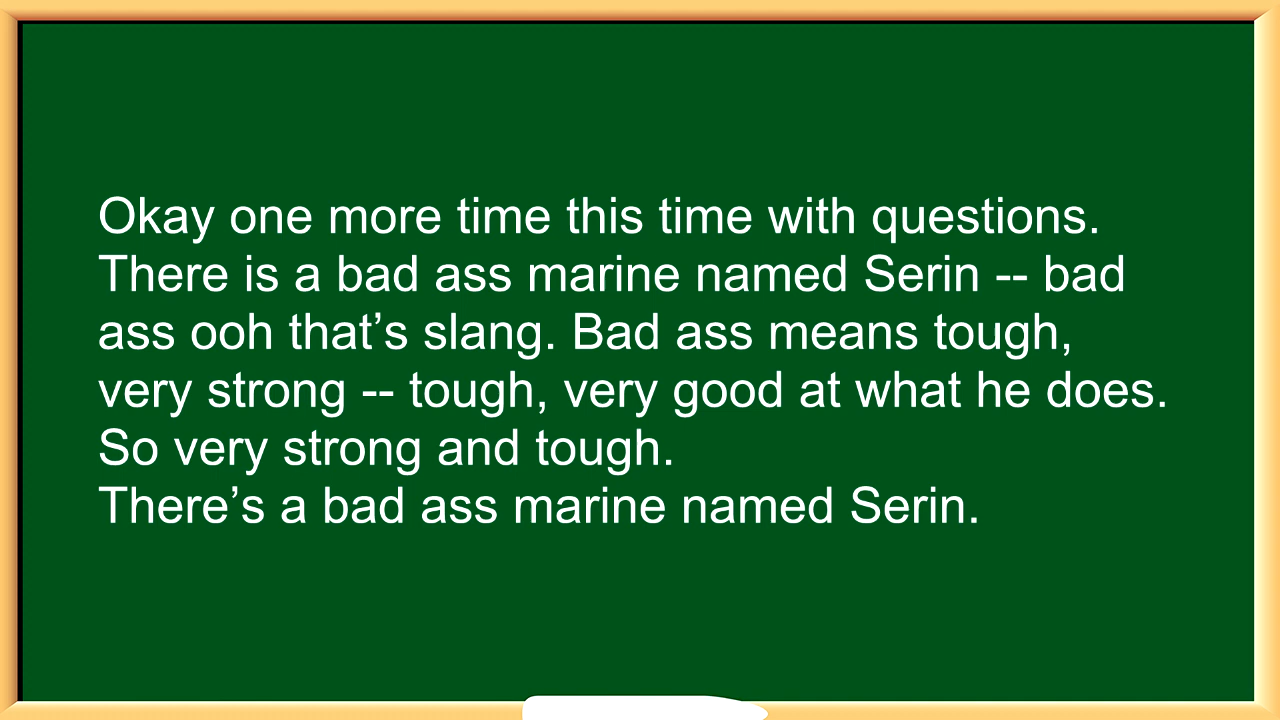 Okay one more time this time with questions.
There is a bad ass marine named Serin -- bad
ass ooh that’s slang. Bad ass means tough,
very strong -- tough, very good at what he does.
So very strong and tough.
There’s a bad ass marine named Serin.